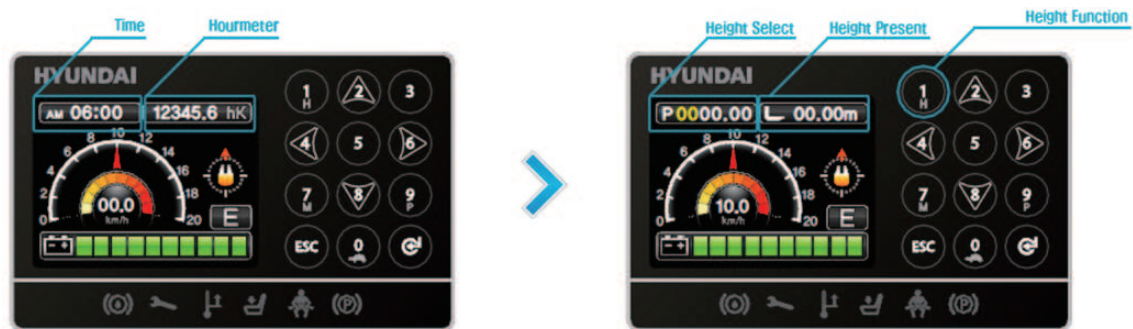 Time
Hourmeter
HYUNDAI
AM 06:00
12345.6 hK
0
2
4
6
8
10
12
14
16
18
20
00.0
km/h
E
- +
1
H
2
3
4
5
6
7
M
8
9
P
ESC
0
(P)
Height Select
Height Present
Height Function
HYUNDAI
P0000.00
00.00m
0
2
4
6
8
10
12
14
16
18
20
10.0
km/h
E
- +
1
H
2
3
4
5
6
7
M
8
9
P
ESC
0
(P)